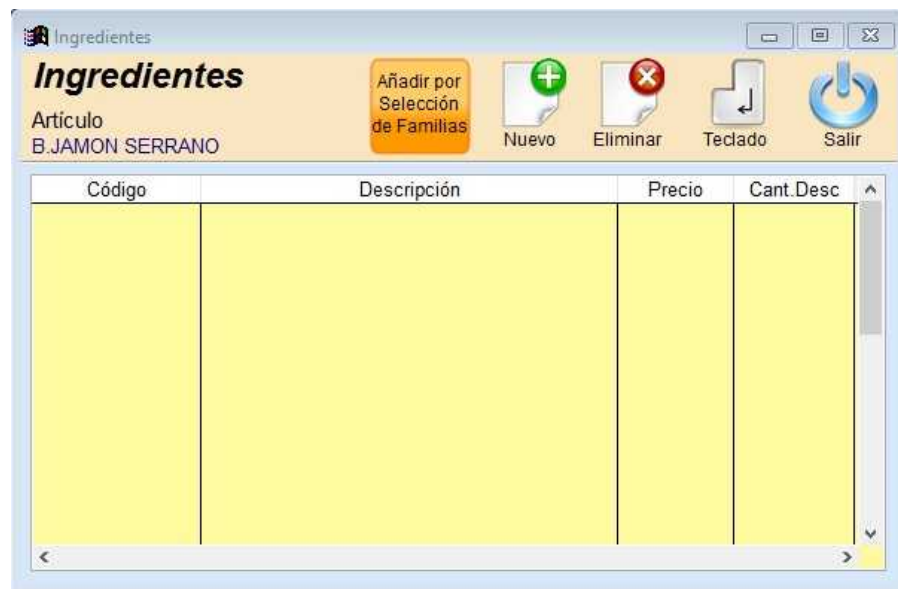 Ingredientes
Ingredientes
Artículo
B.JAMON SERRANO
Añadir por
Selección
de Familias
Nuevo
Eliminar
Teclado
Salir
Código
Descripción
Precio
Cant.Desc